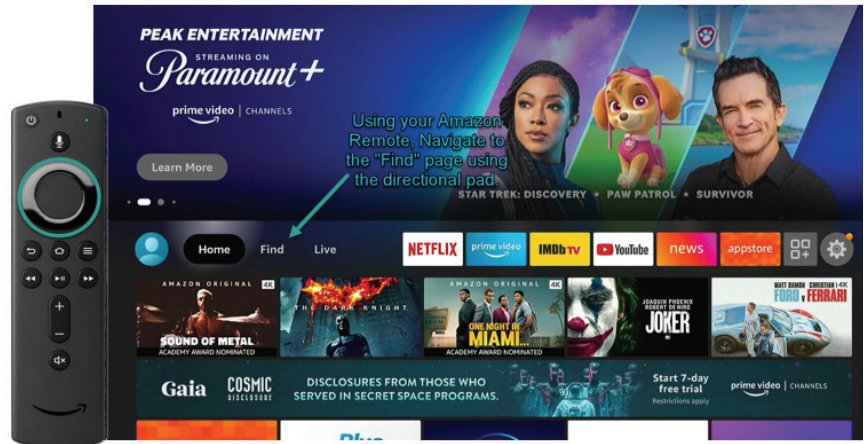 PEAK ENTERTAINMENT
STREAMING ON
Paramount+
prime video | CHANNELS
Using your Amazon
Remote, Navigate to
the "Find" page using
the directional pad
Learn More
STAR TREK: DISCOVERY • PAW PATROL • SURVIVOR
Home Find Live NETFLIX prime video IMDb TV YouTube news appstore
AMAZON ORIGINAL 4K
SOUND OF METAL
ACADEMY AWARD NOMINATED
THE DARK KNIGHT
AMAZON ORIGINAL 4K
ONE NIGHT IN
MIAMI...
ACADEMY AWARD NOMINATED
JOAQUIN PHOENIX
ROBERT DE NIRO
JOKER
MATT DAMON CHRISTIAN 4K
FORD v FERRARI
Gaia COSMIC
DISCLOSURE
DISCLOSURES FROM THOSE WHO
SERVED IN SECRET SPACE PROGRAMS.
Start 7-day
free trial
Restrictions apply
prime video | CHANNELS